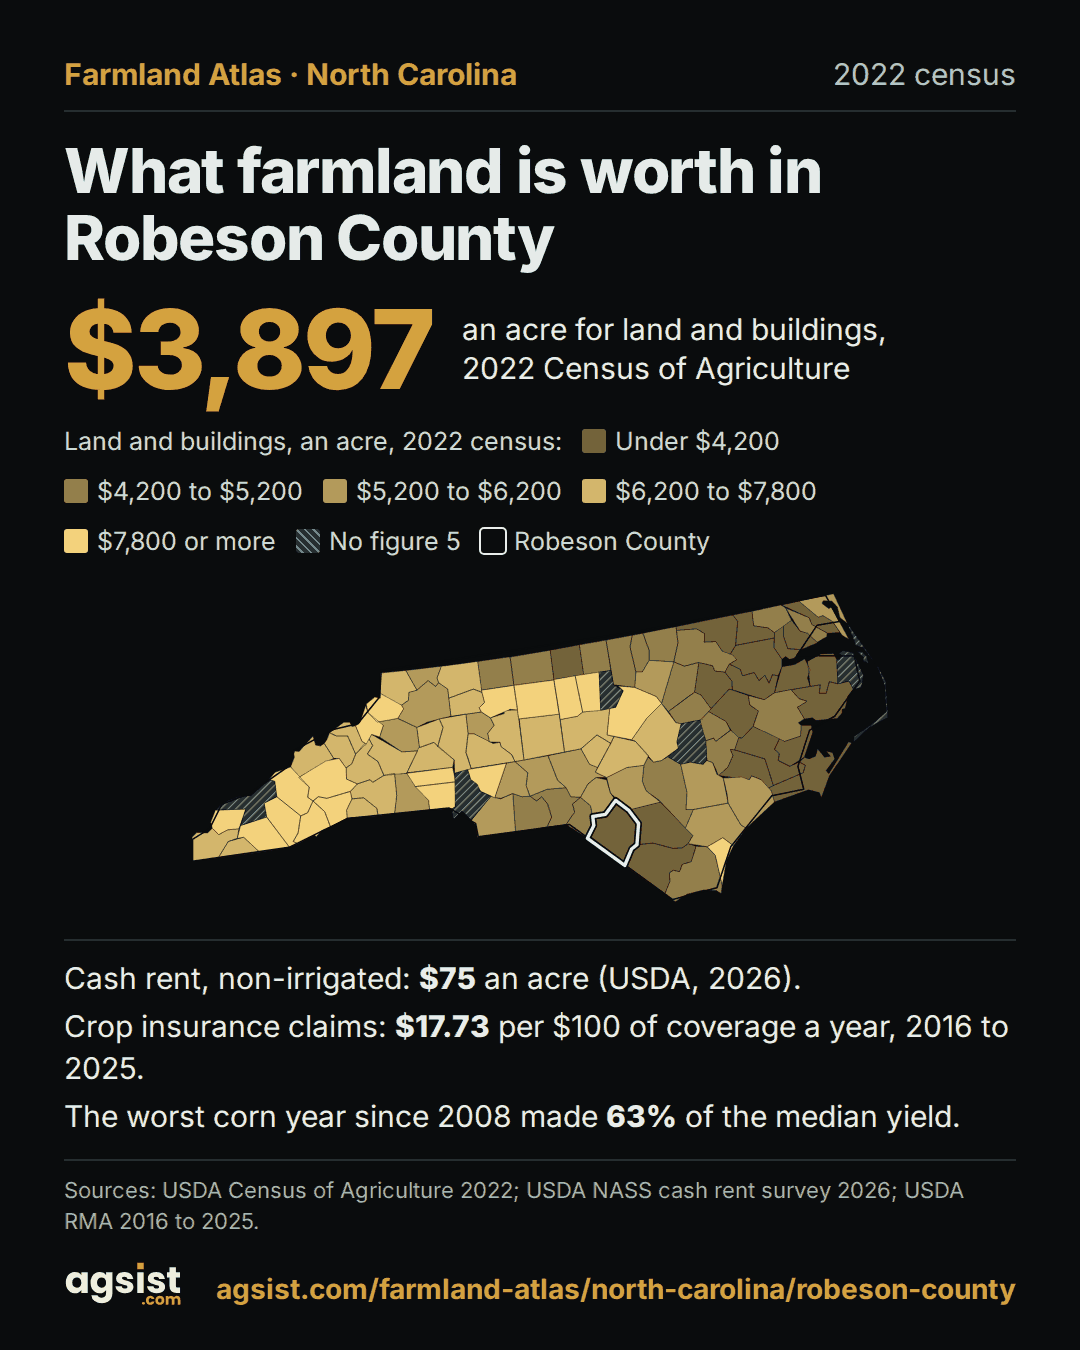 Farmland Atlas · North Carolina
2022 census
What farmland is worth in
Robeson County
$3,897
an acre for land and buildings,
2022 Census of Agriculture
Land and buildings, an acre, 2022 census: Under $4,200
$4,200 to $5,200 $5,200 to $6,200 $6,200 to $7,800
$7,800 or more No figure 5 Robeson County
Cash rent, non-irrigated: $75 an acre (USDA, 2026).
Crop insurance claims: $17.73 per $100 of coverage a year, 2016 to
2025.
The worst corn year since 2008 made 63% of the median yield.
Sources: USDA Census of Agriculture 2022; USDA NASS cash rent survey 2026; USDA
RMA 2016 to 2025.
agsist
.com
agsist.com/farmland-atlas/north-carolina/robeson-county